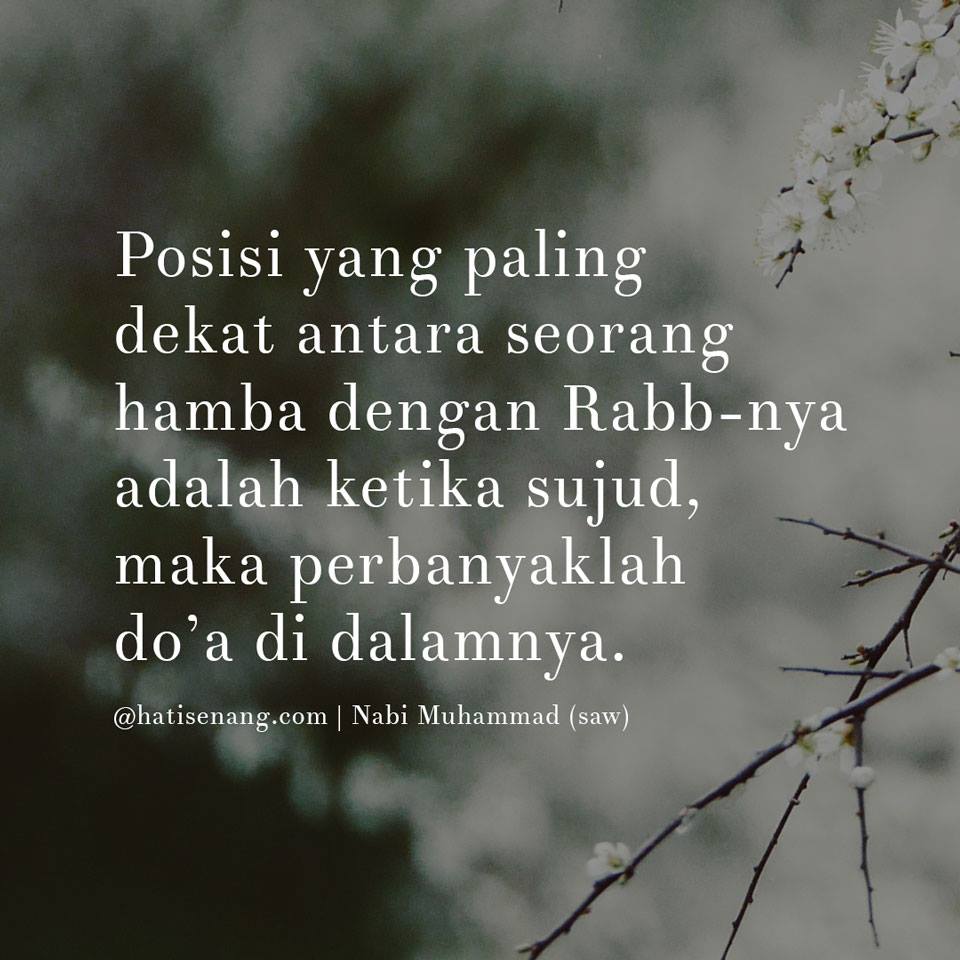 Posisi yang paling
dekat antara seorang
hamba dengan Rabb-nya
adalah ketika sujud,
maka perbanyaklah
do’a di dalamnya.
@hatisenang.com | Nabi Muhammad (saw)